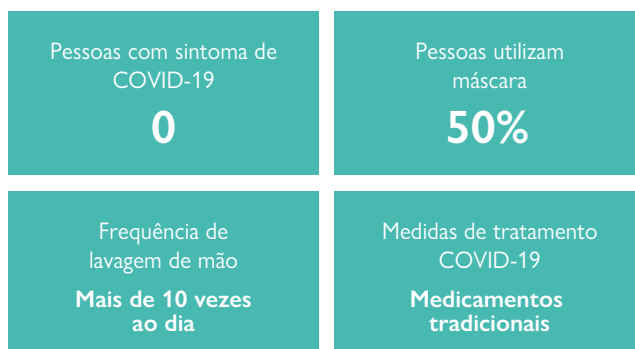 Pessoas com sintoma de
COVID-19
0
Pessoas utilizam
máscara
50%
Frequência de
lavagem de mão
Mais de 10 vezes
ao dia
Medidas de tratamento
COVID-19
Medicamentos
tradicionais